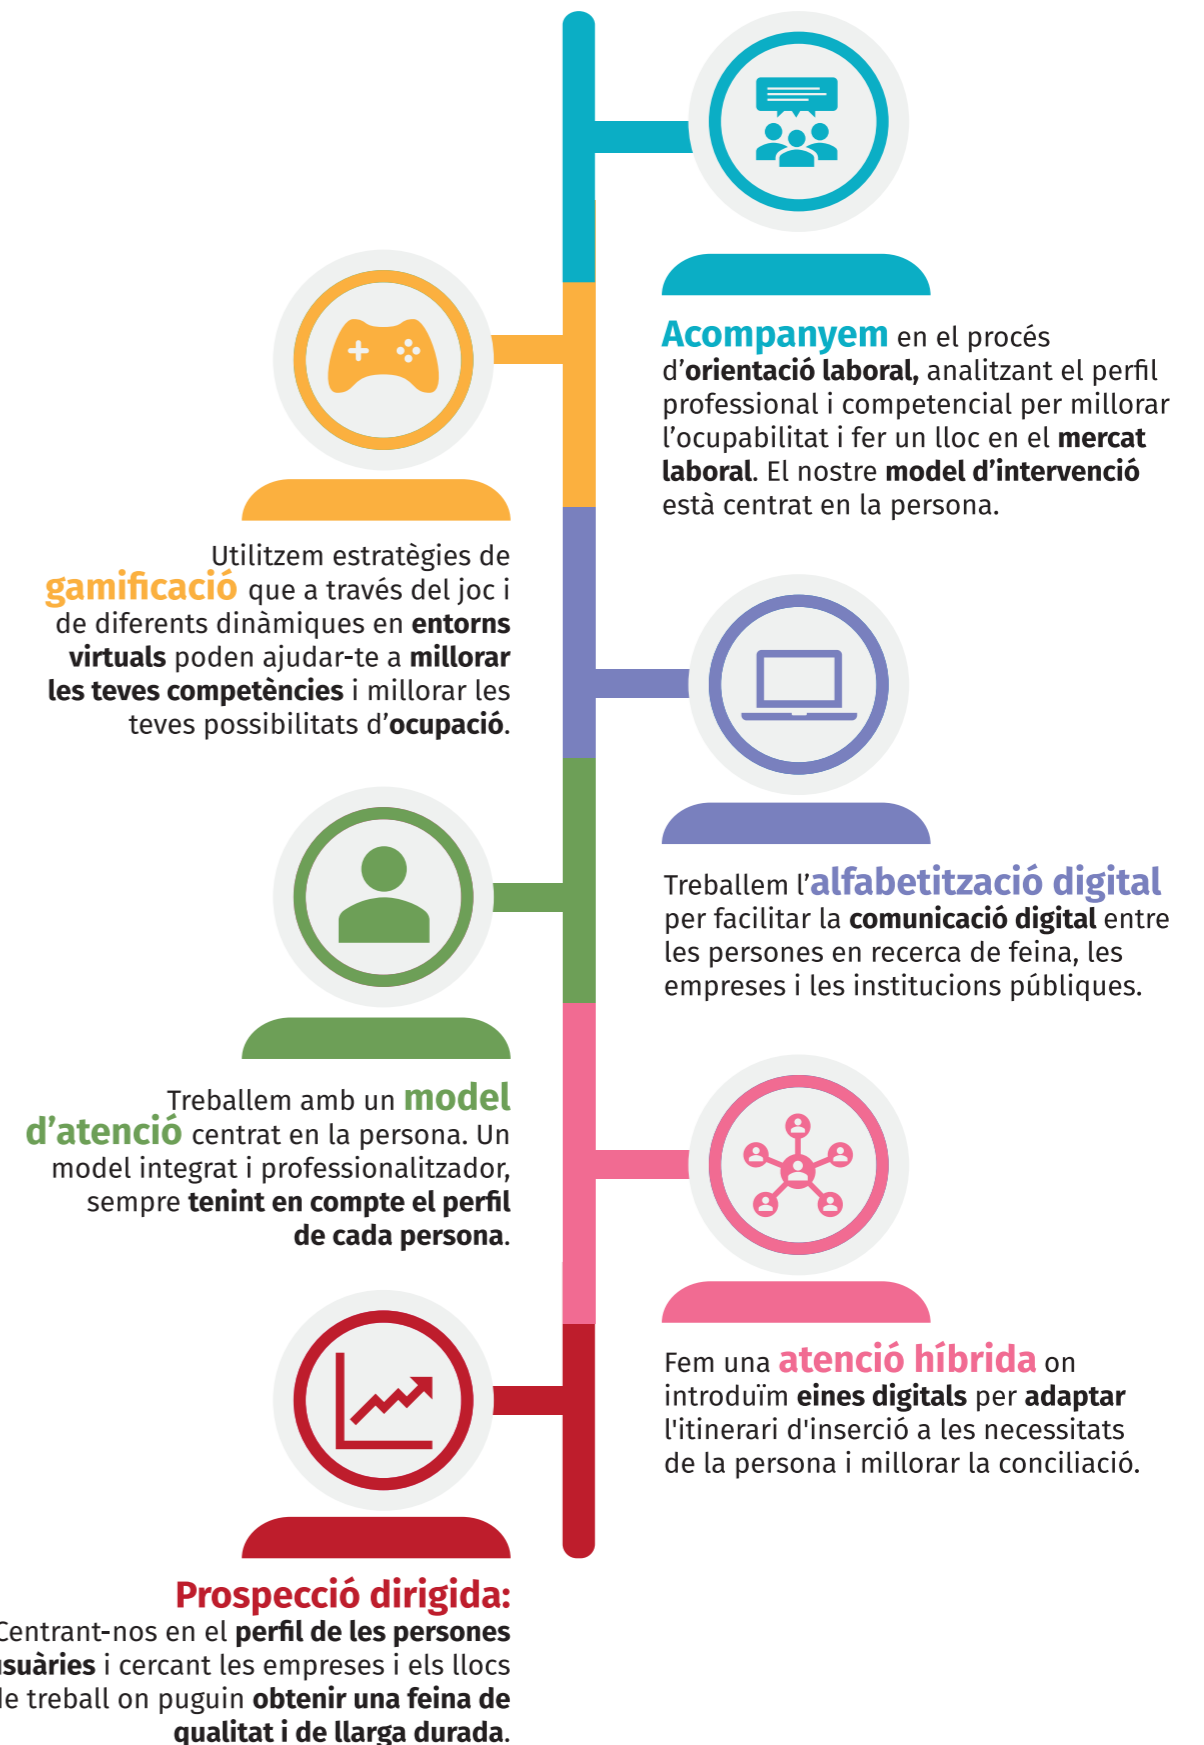 Acompanyem en el procés
d’orientació laboral, analitzant el perfil
professional i competencial per millorar
l’ocupabilitat i fer un lloc en el mercat
laboral. El nostre model d’intervenció
està centrat en la persona.
Utilitzem estratègies de
gamificació que a través del joc i
de diferents dinàmiques en entorns
virtuals poden ajudar-te a millorar
les teves competències i millorar les
teves possibilitats d’ocupació.
Treballem l’alfabetització digital
per facilitar la comunicació digital entre
les persones en recerca de feina, les
empreses i les institucions públiques.
Treballem amb un model
d’atenció centrat en la persona. Un
model integrat i professionalitzador,
sempre tenint en compte el perfil
de cada persona.
Fem una atenció híbrida on
introduïm eines digitals per adaptar
l'itinerari d'inserció a les necessitats
de la persona i millorar la conciliació.
Prospecció dirigida:
Centrant-nos en el perfil de les persones
usuàries i cercant les empreses i els llocs
de treball on puguin obtenir una feina de
qualitat i de llarga durada.